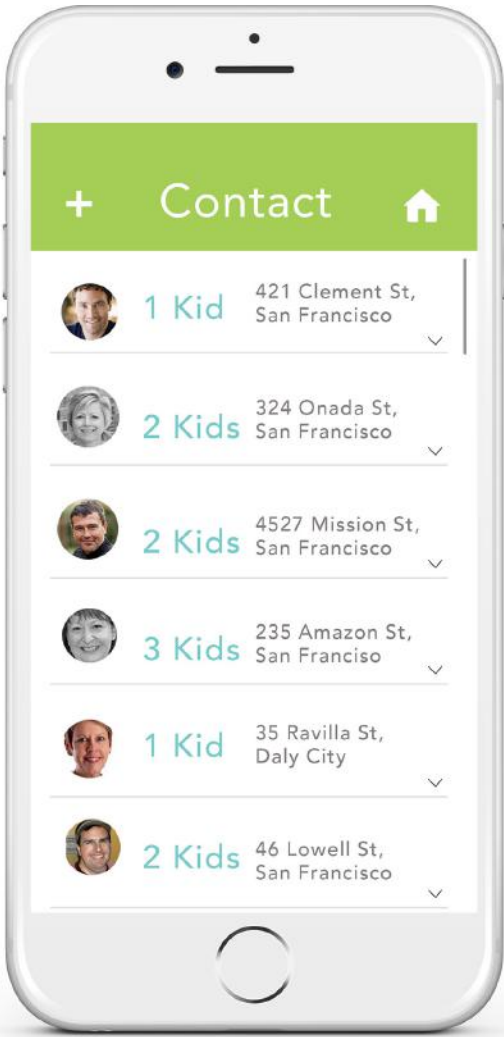 + Contact
1 Kid
421 Clement St,
San Francisco
2 Kids
324 Onada St,
San Francisco
2 Kids
4527 Mission St,
San Francisco
3 Kids
235 Amazon St,
San Franciso
1 Kid
35 Ravilla St,
Daly City
2 Kids
46 Lowell St,
San Francisco